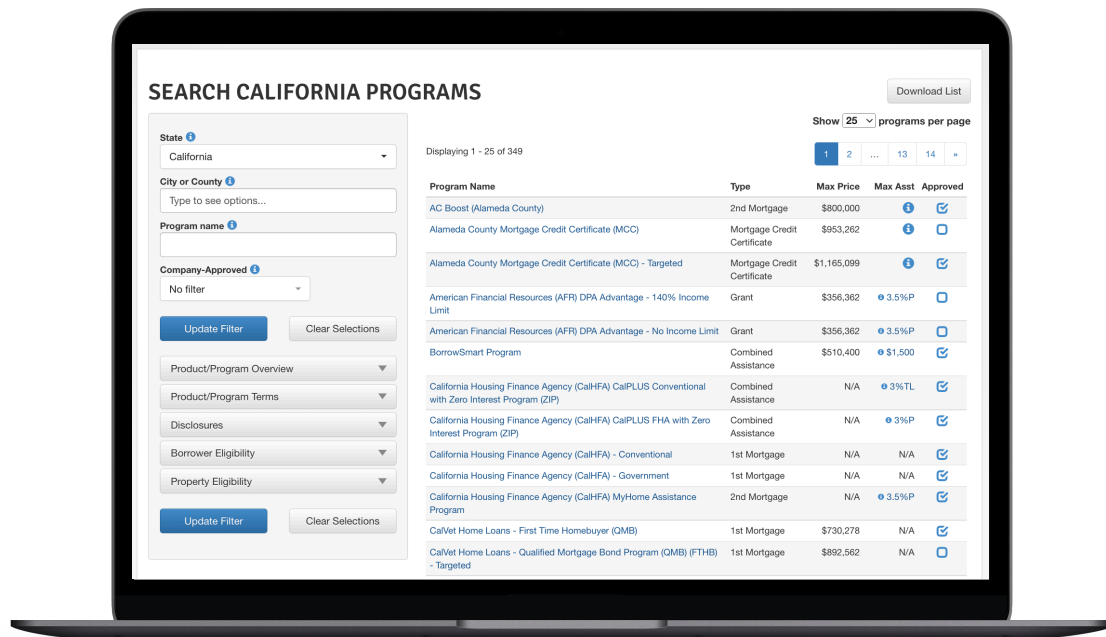 SEARCH CALIFORNIA PROGRAMS
Download List
State
California
City or County
Type to see options...
Program name
Company-Approved
No filter
Update Filter Clear Selections
Product/Program Overview
Product/Program Terms
Disclosures
Borrower Eligibility
Property Eligibility
Update Filter Clear Selections
Show 25 programs per page
Displaying 1 - 25 of 349
1 2 ... 13 14 »
Program Name Type Max Price Max Asst Approved
AC Boost (Alameda County) 2nd Mortgage $800,000
Alameda County Mortgage Credit Certificate (MCC) Mortgage Credit $953,262
Certificate
Alameda County Mortgage Credit Certificate (MCC) - Targeted Mortgage Credit $1,165,099
Certificate
American Financial Resources (AFR) DPA Advantage - 140% Income Grant $356,362 3.5%P
Limit
American Financial Resources (AFR) DPA Advantage - No Income Limit Grant $356,362 3.5%P
BorrowSmart Program Combined $510,400 $1,500
Assistance
California Housing Finance Agency (CalHFA) CalPLUS Conventional Combined N/A 3%TL
with Zero Interest Program (ZIP) Assistance
California Housing Finance Agency (CalHFA) CalPLUS FHA with Zero Combined N/A 3%P
Interest Program (ZIP) Assistance
California Housing Finance Agency (CalHFA) - Conventional 1st Mortgage N/A N/A
California Housing Finance Agency (CalHFA) - Government 1st Mortgage N/A N/A
California Housing Finance Agency (CalHFA) MyHome Assistance 2nd Mortgage N/A 3.5%P
Program
CalVet Home Loans - First Time Homebuyer (QMB) 1st Mortgage $730,278 N/A
CalVet Home Loans - Qualified Mortgage Bond Program (QMB) (FTHB) 1st Mortgage $892,562 N/A
- Targeted